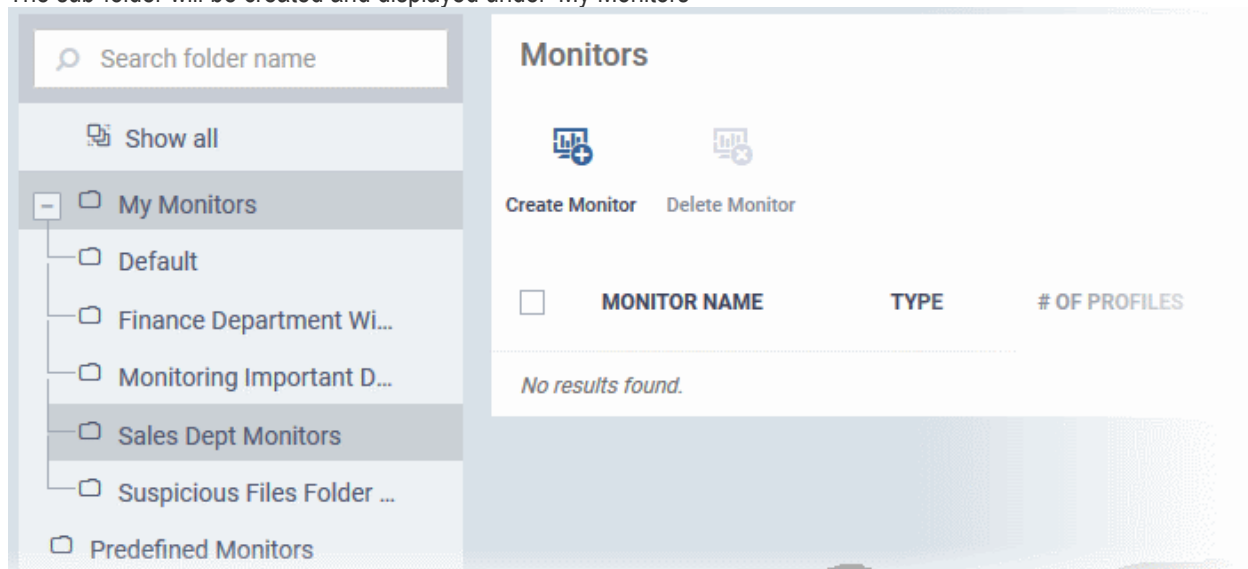 The sub-folder will be created and displayed under 'My Monitors'
Search folder name
Monitors
Show all
My Monitors
Create Monitor
Delete Monitor
Default
MONITOR NAME
TYPE
# OF PROFILES
Finance Department Wi...
Monitoring Important D...
No results found.
Sales Dept Monitors
Suspicious Files Folder ...
Predefined Monitors